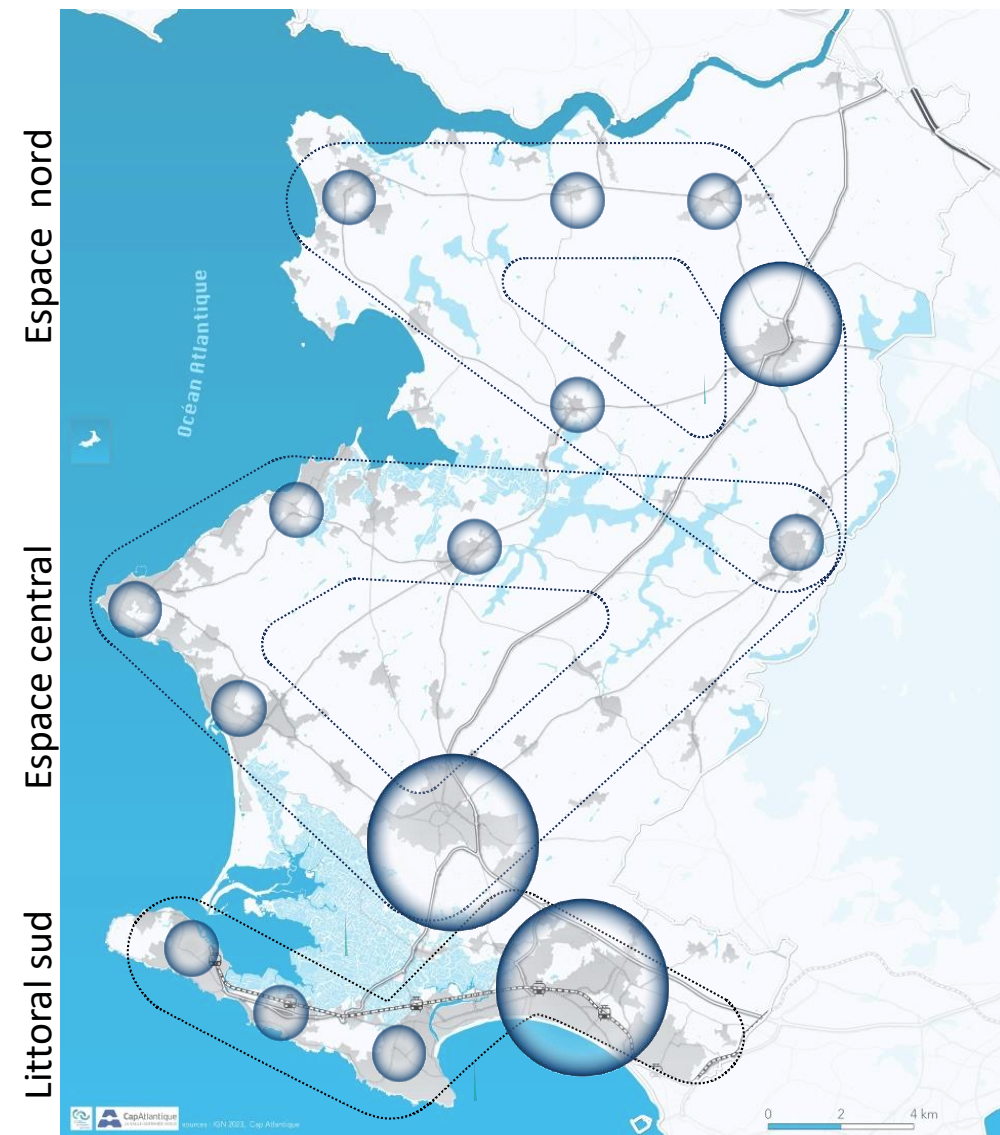 Espace nord
Océan Atlantique
Espace central
Littoral sud
CapAtlantique
sources : IGN 2023, Cap Atlantique
0 2 4 km